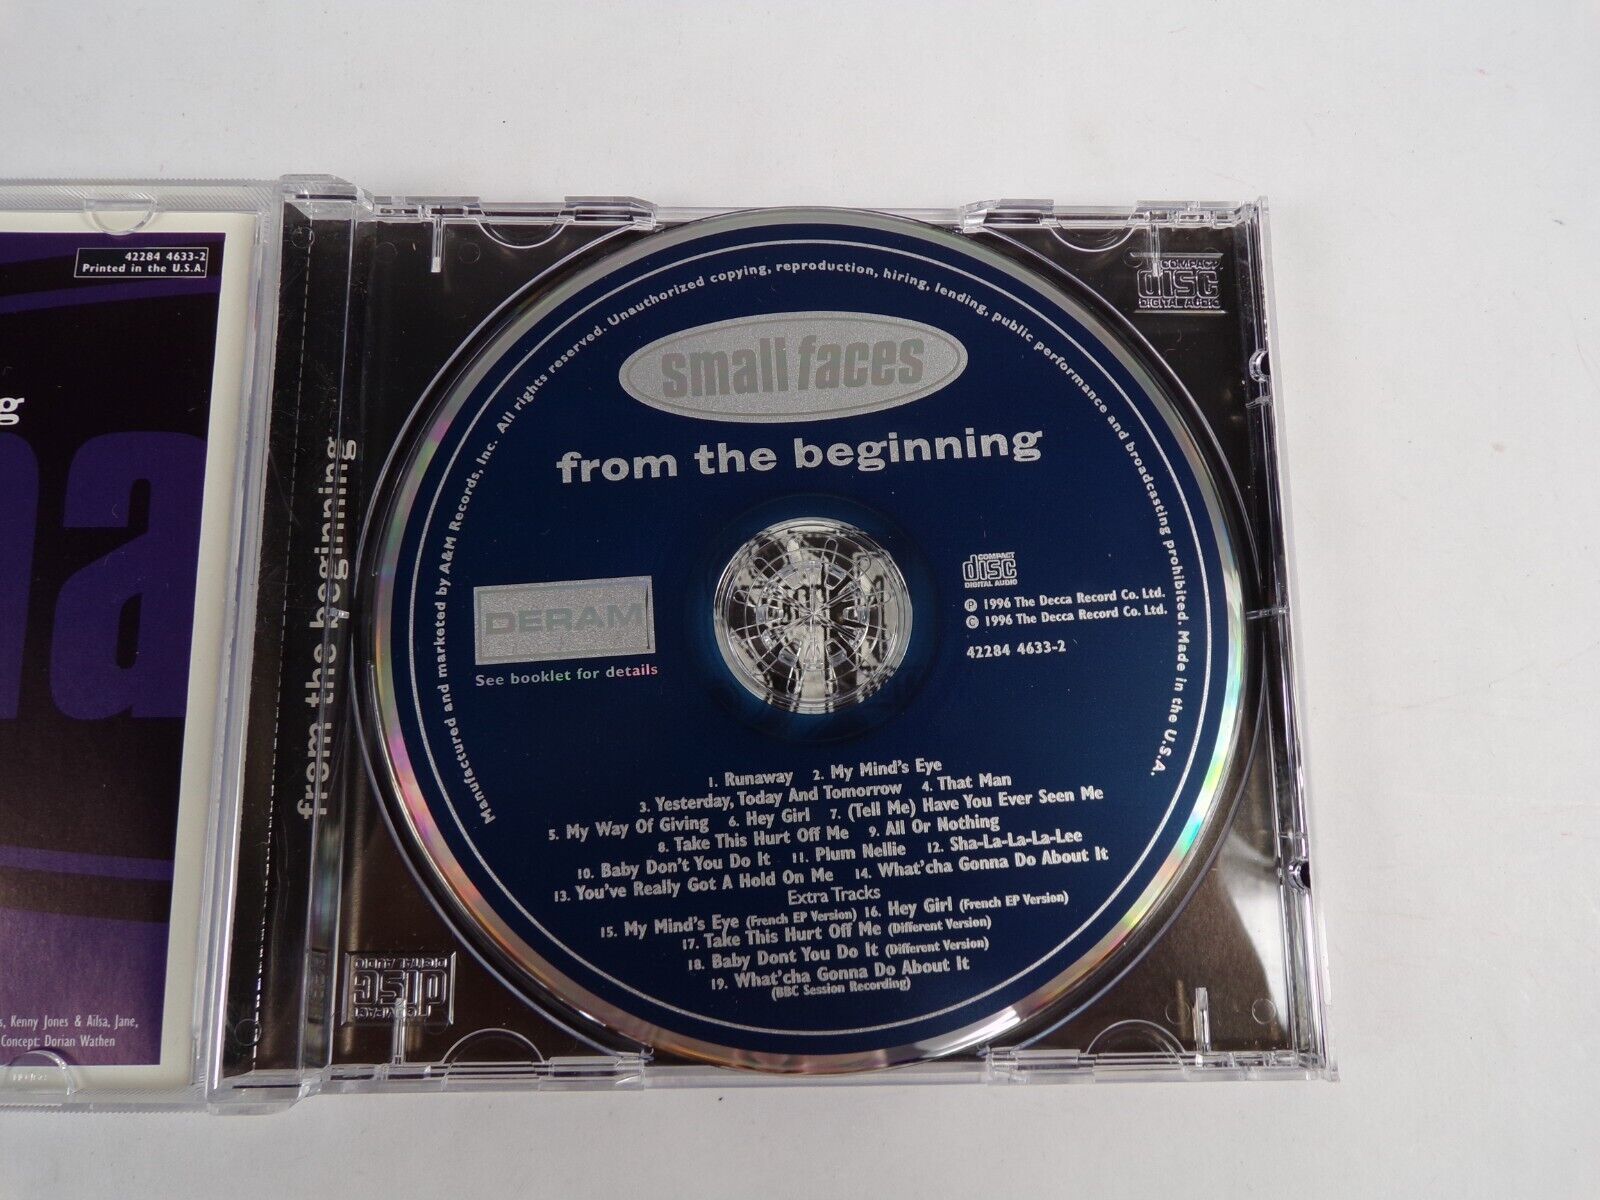 42284 4633-2
Printed in the U.S.A.
g
na
s, Kenny Jones & Ailsa, Jane,
Concept: Dorian Wathen
from the beginning
COMPACT
disc
DIGITAL AUDIO
COMPACT
disc
DIGITAL AUDIO
Manufactured and marketed by A&M Records, Inc. All rights reserved. Unauthorized copying, reproduction, hiring, lending, public performance and broadcasting prohibited. Made in the U.S.A.
small faces
from the beginning
DERAM
See booklet for details
COMPACT
disc
DIGITAL AUDIO
℗ 1996 The Decca Record Co. Ltd.
© 1996 The Decca Record Co. Ltd.
42284 4633-2
1. Runaway 2. My Mind's Eye
3. Yesterday, Today And Tomorrow 4. That Man
5. My Way Of Giving 6. Hey Girl 7. (Tell Me) Have You Ever Seen Me
8. Take This Hurt Off Me 9. All Or Nothing
10. Baby Don't You Do It 11. Plum Nellie 12. Sha-La-La-La-Lee
13. You've Really Got A Hold On Me 14. What'cha Gonna Do About It
Extra Tracks
15. My Mind's Eye (French EP Version) 16. Hey Girl (French EP Version)
17. Take This Hurt Off Me (Different Version)
18. Baby Dont You Do It (Different Version)
19. What'cha Gonna Do About It
(BBC Session Recording)